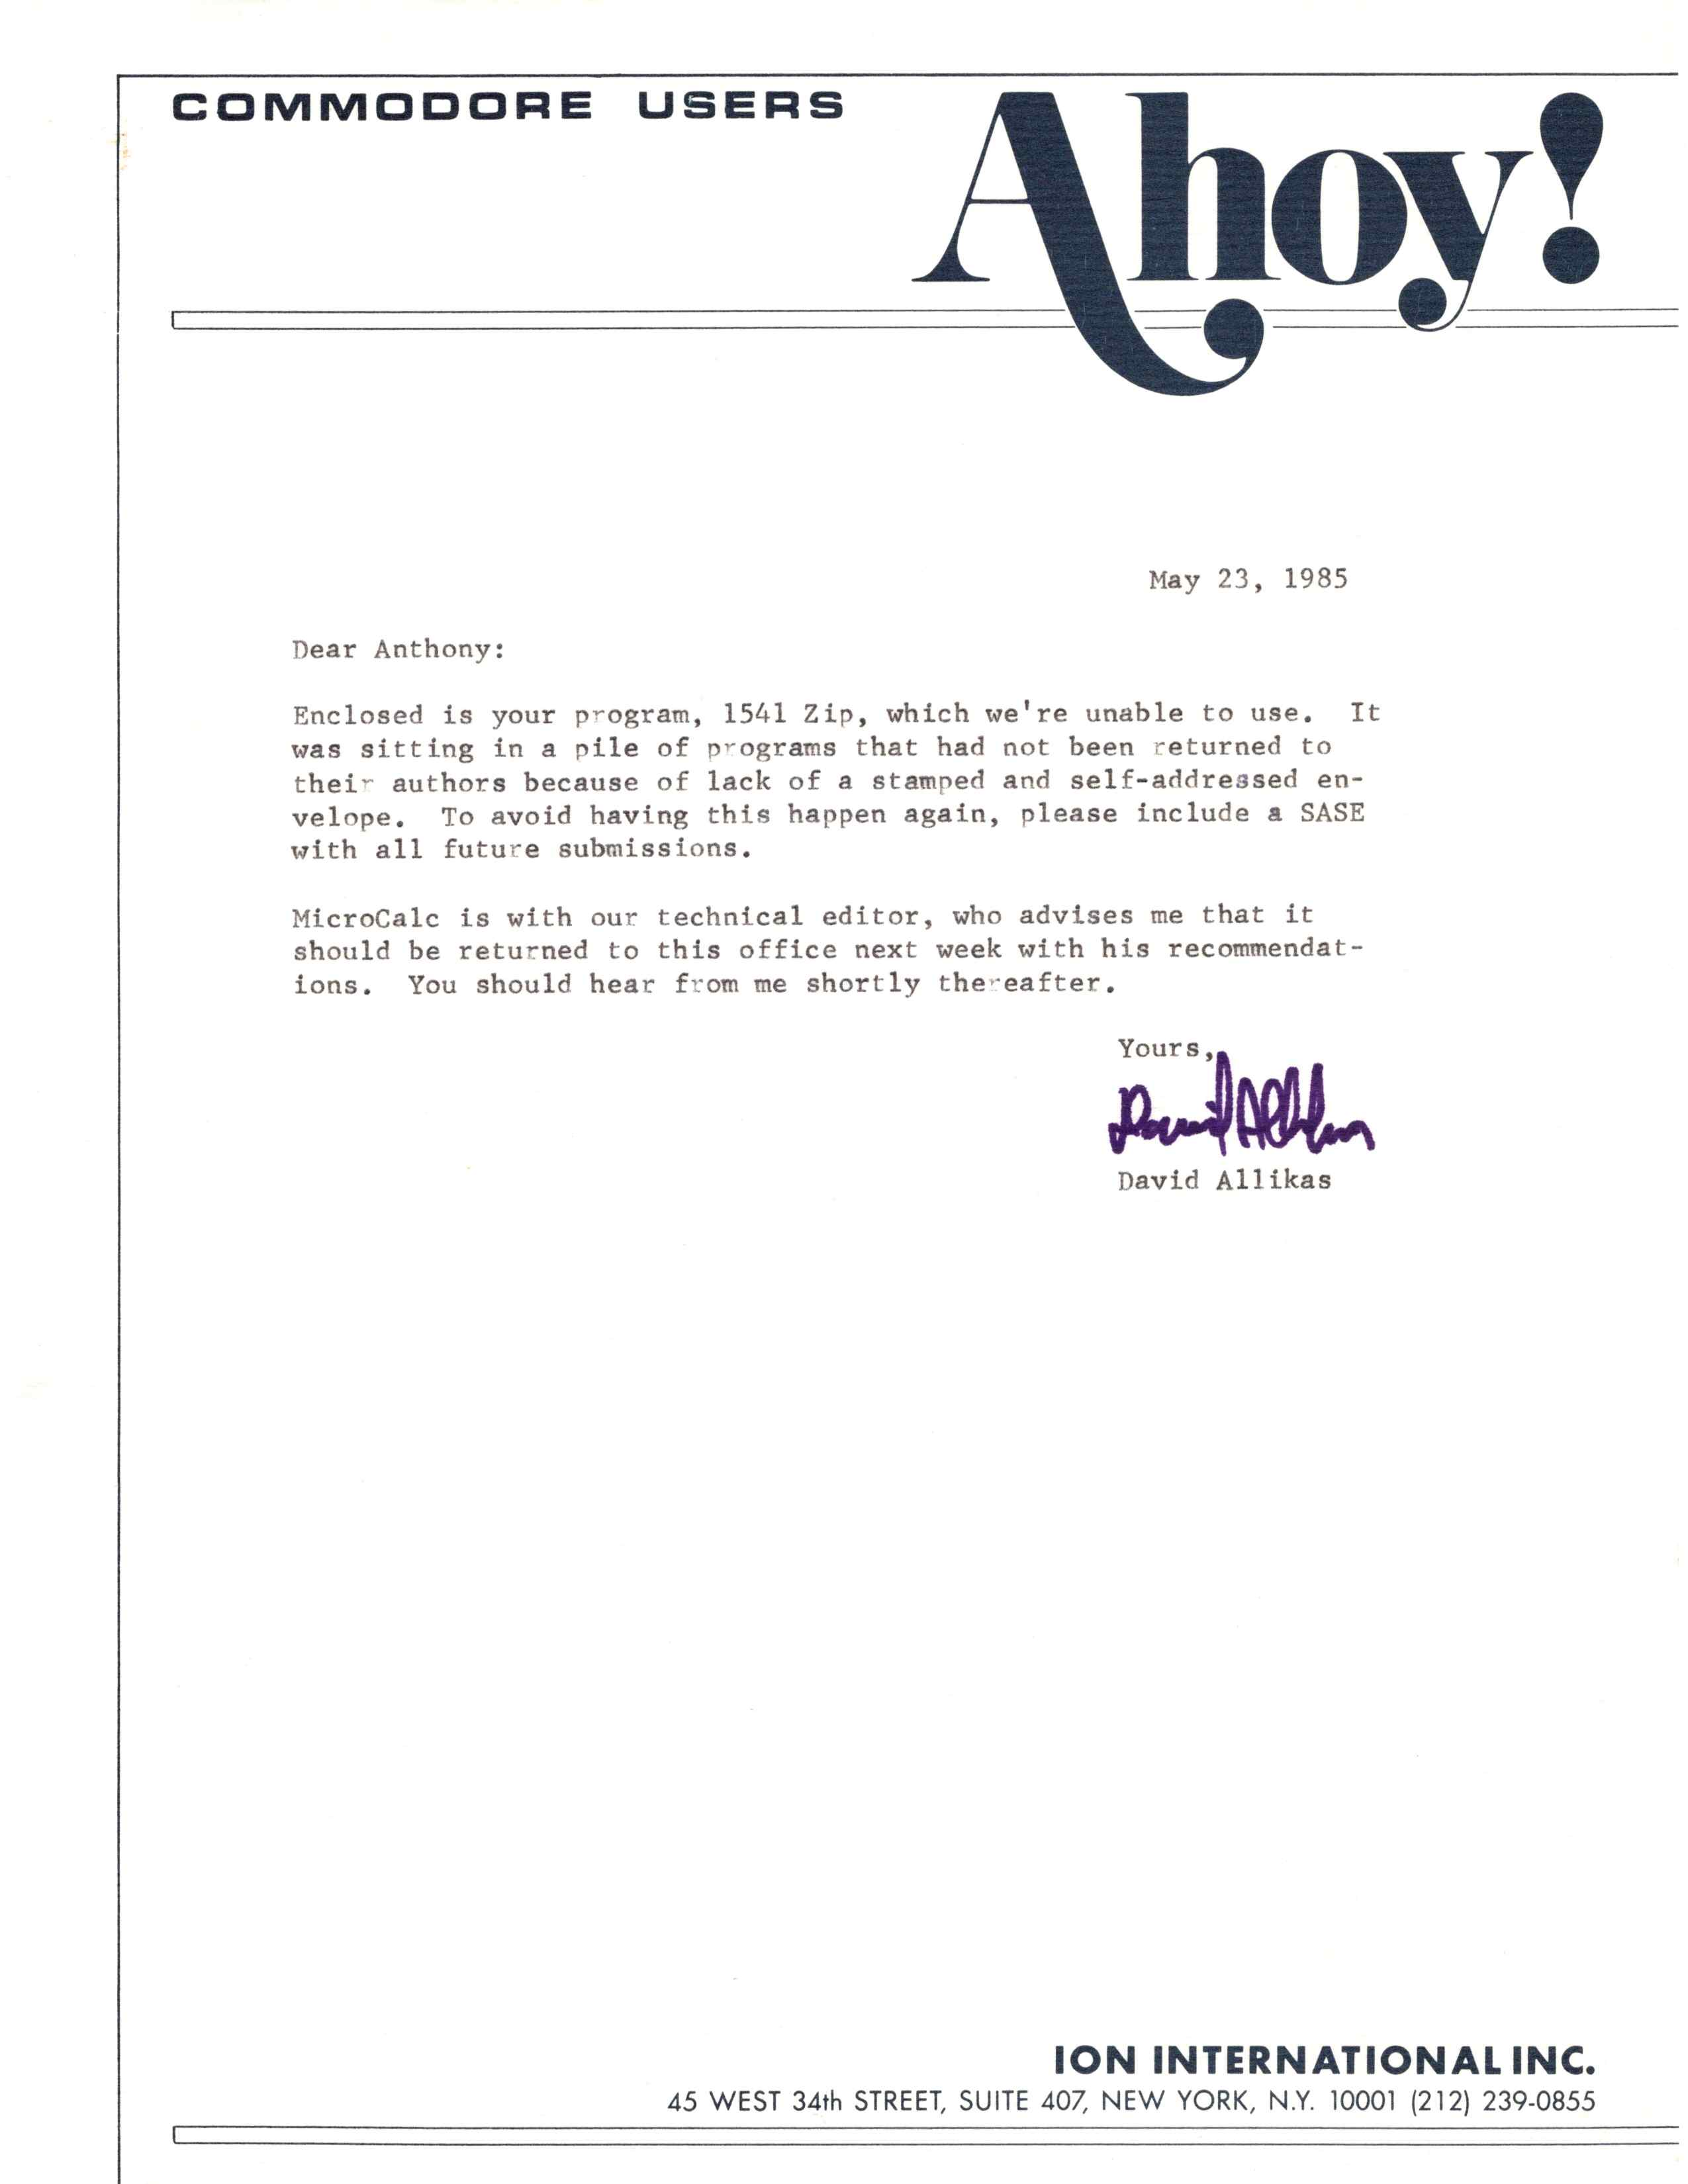 COMMODORE USERS
Ahoy!
May 23, 1985
Dear Anthony:
Enclosed is your program, 1541 Zip, which we're unable to use.  It
was sitting in a pile of programs that had not been returned to
their authors because of lack of a stamped and self-addressed en-
velope.  To avoid having this happen again, please include a SASE
with all future submissions.
MicroCalc is with our technical editor, who advises me that it
should be returned to this office next week with his recommendat-
ions.  You should hear from me shortly thereafter.
Yours,
David Allikas
David Allikas
ION INTERNATIONAL INC.
45 WEST 34th STREET, SUITE 407, NEW YORK, N.Y. 10001 (212) 239-0855